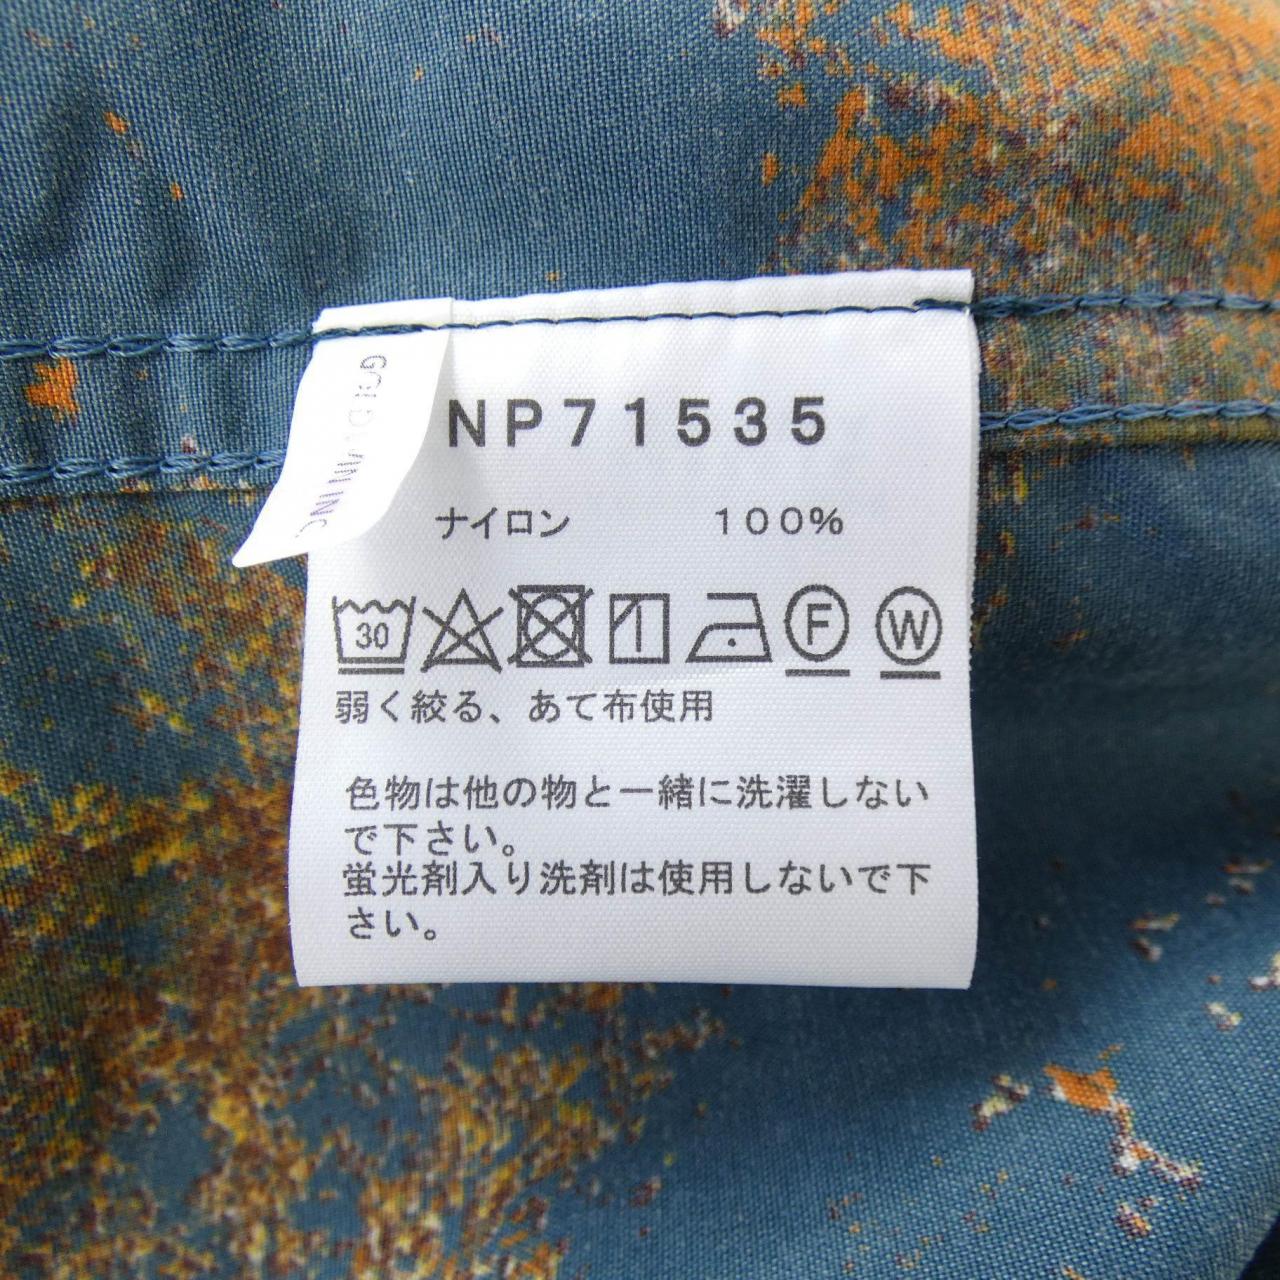 NP71535
ナイロン 100%
30
F
W
弱く絞る、あて布使用
色物は他の物と一緒に洗濯しない
で下さい。
蛍光剤入り洗剤は使用しないで下
さい。